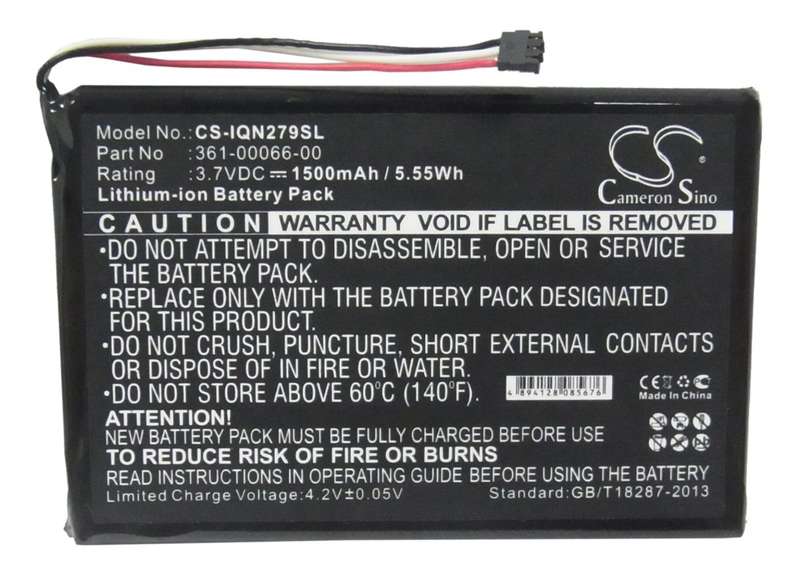 Model No.: CS-IQN279SL
Part No : 361-00066-00
Rating : 3.7VDC ⎓ 1500mAh / 5.55Wh
Lithium-ion Battery Pack
CS
Cameron Sino
CAUTION WARRANTY VOID IF LABEL IS REMOVED
•DO NOT ATTEMPT TO DISASSEMBLE, OPEN OR SERVICE
THE BATTERY PACK.
•REPLACE ONLY WITH THE BATTERY PACK DESIGNATED
FOR THIS PRODUCT.
•DO NOT CRUSH, PUNCTURE, SHORT EXTERNAL CONTACTS
OR DISPOSE OF IN FIRE OR WATER.
•DO NOT STORE ABOVE 60°C (140°F).
4 894128 085676
CE
Made In China
ATTENTION!
NEW BATTERY PACK MUST BE FULLY CHARGED BEFORE USE
TO REDUCE RISK OF FIRE OR BURNS
READ INSTRUCTIONS IN OPERATING GUIDE BEFORE USING THE BATTERY
Limited Charge Voltage:4.2V±0.05V
Standard:GB/T18287-2013